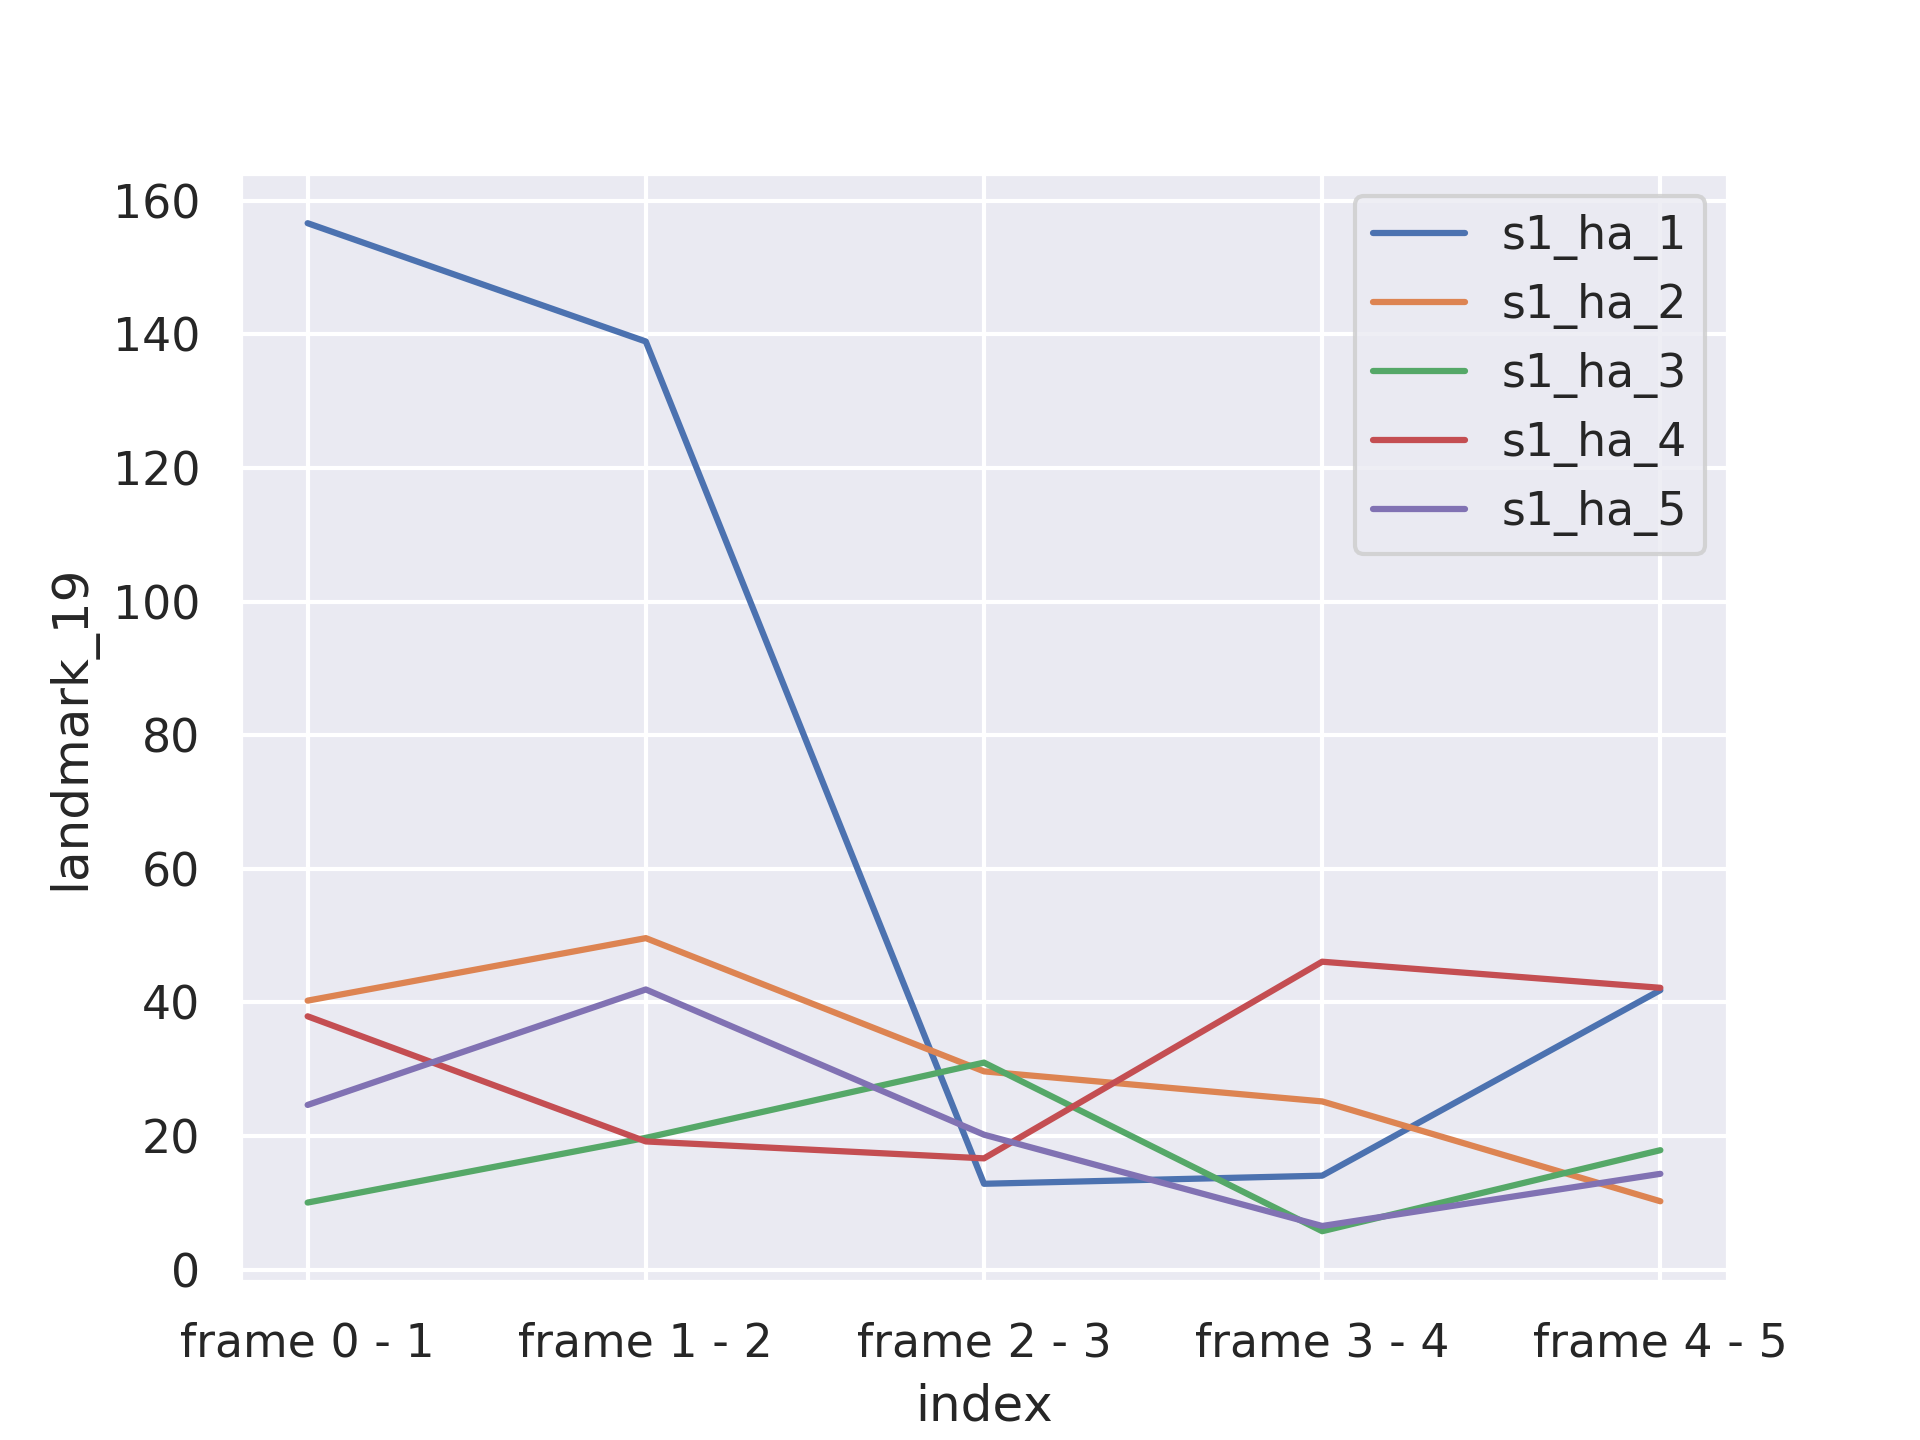 160
140
120
100
80
60
40
20
0
landmark_19
s1_ha_1
s1_ha_2
s1_ha_3
s1_ha_4
s1_ha_5
frame 0 - 1
frame 1 - 2
frame 2 - 3
frame 3 - 4
frame 4 - 5
index